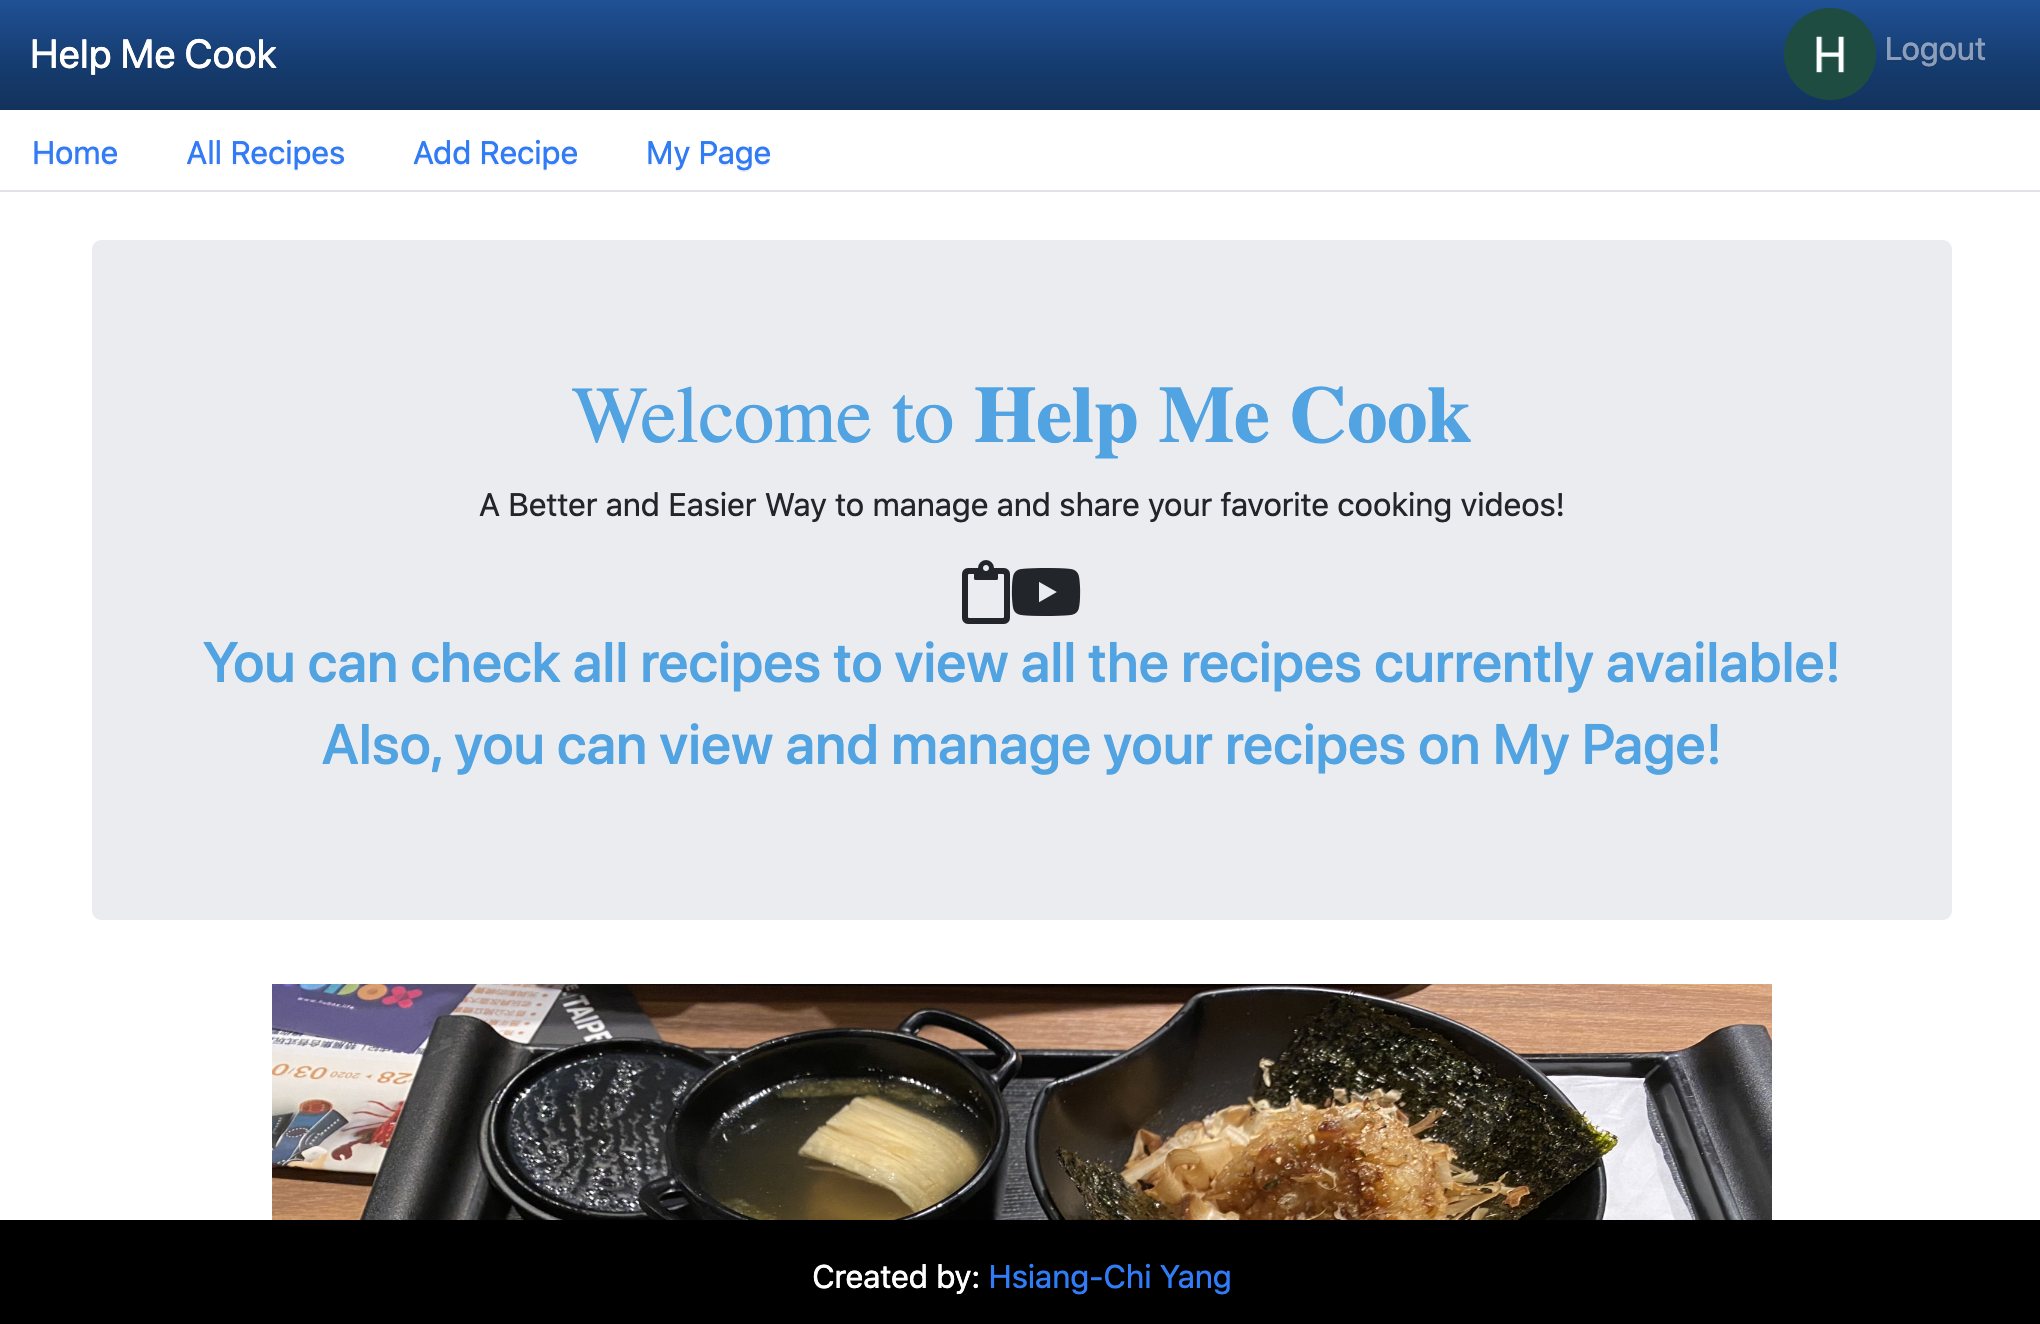 Help Me Cook
H Logout
Home All Recipes Add Recipe My Page
Welcome to Help Me Cook
A Better and Easier Way to manage and share your favorite cooking videos!
You can check all recipes to view all the recipes currently available!
Also, you can view and manage your recipes on My Page!
Created by: Hsiang-Chi Yang